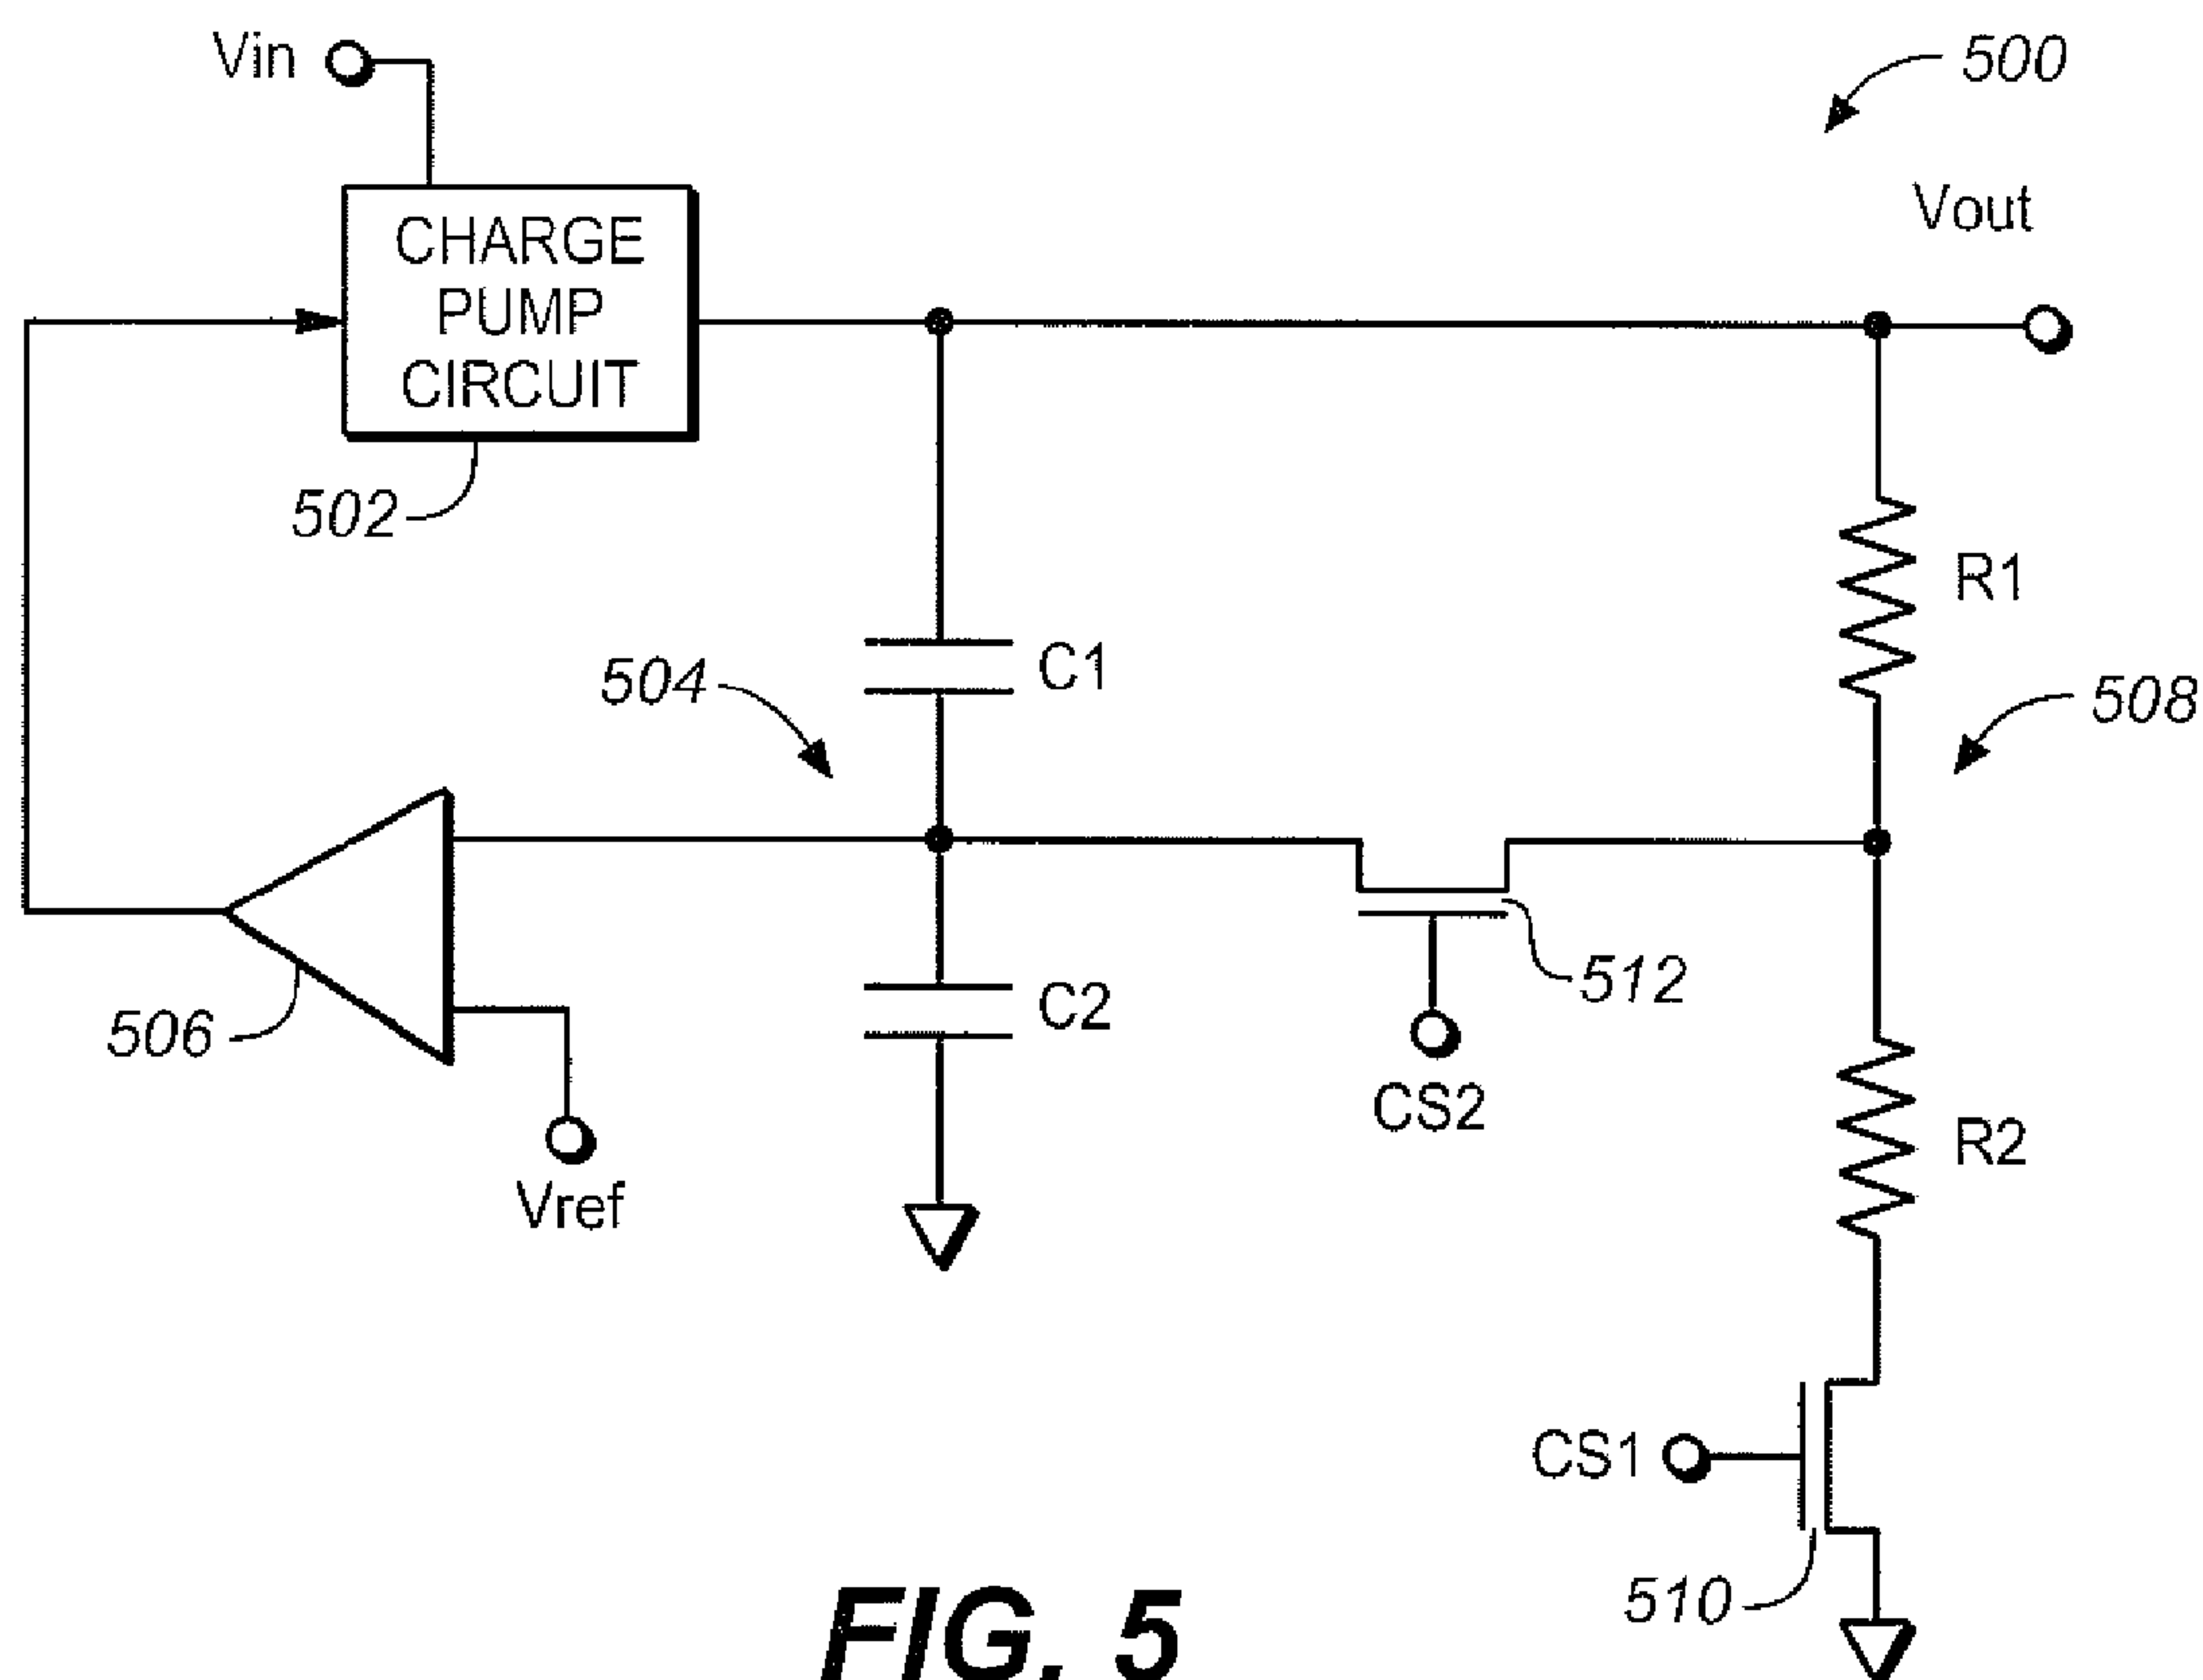 Vin
500
Vout
CHARGE
PUMP
CIRCUIT
502
R1
C1
504
508
512
C2
506
CS2
R2
Vref
CS1
510
FIG. 5